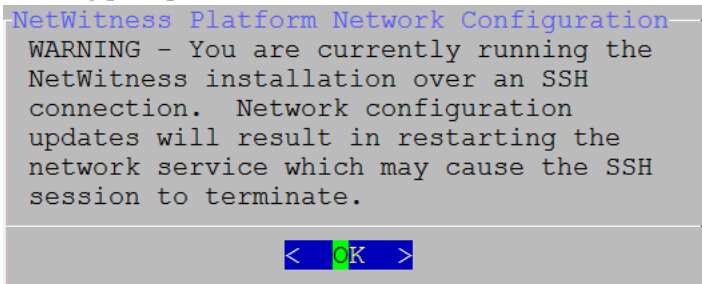 NetWitness Platform Network Configuration
WARNING - You are currently running the
NetWitness installation over an SSH
connection.  Network configuration
updates will result in restarting the
network service which may cause the SSH
session to terminate.
<  OK  >